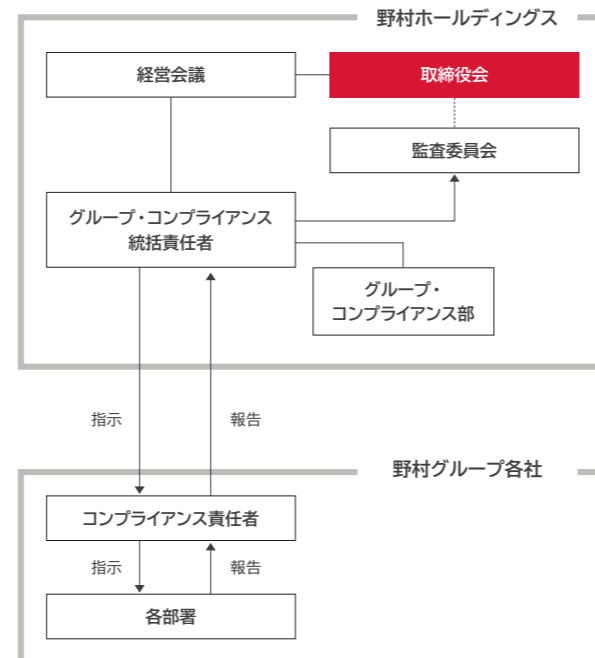 野村ホールディングス
経営会議
取締役会
監査委員会
グループ・コンプライアンス
統括責任者
グループ・
コンプライアンス部
指示
報告
野村グループ各社
コンプライアンス責任者
指示
報告
各部署